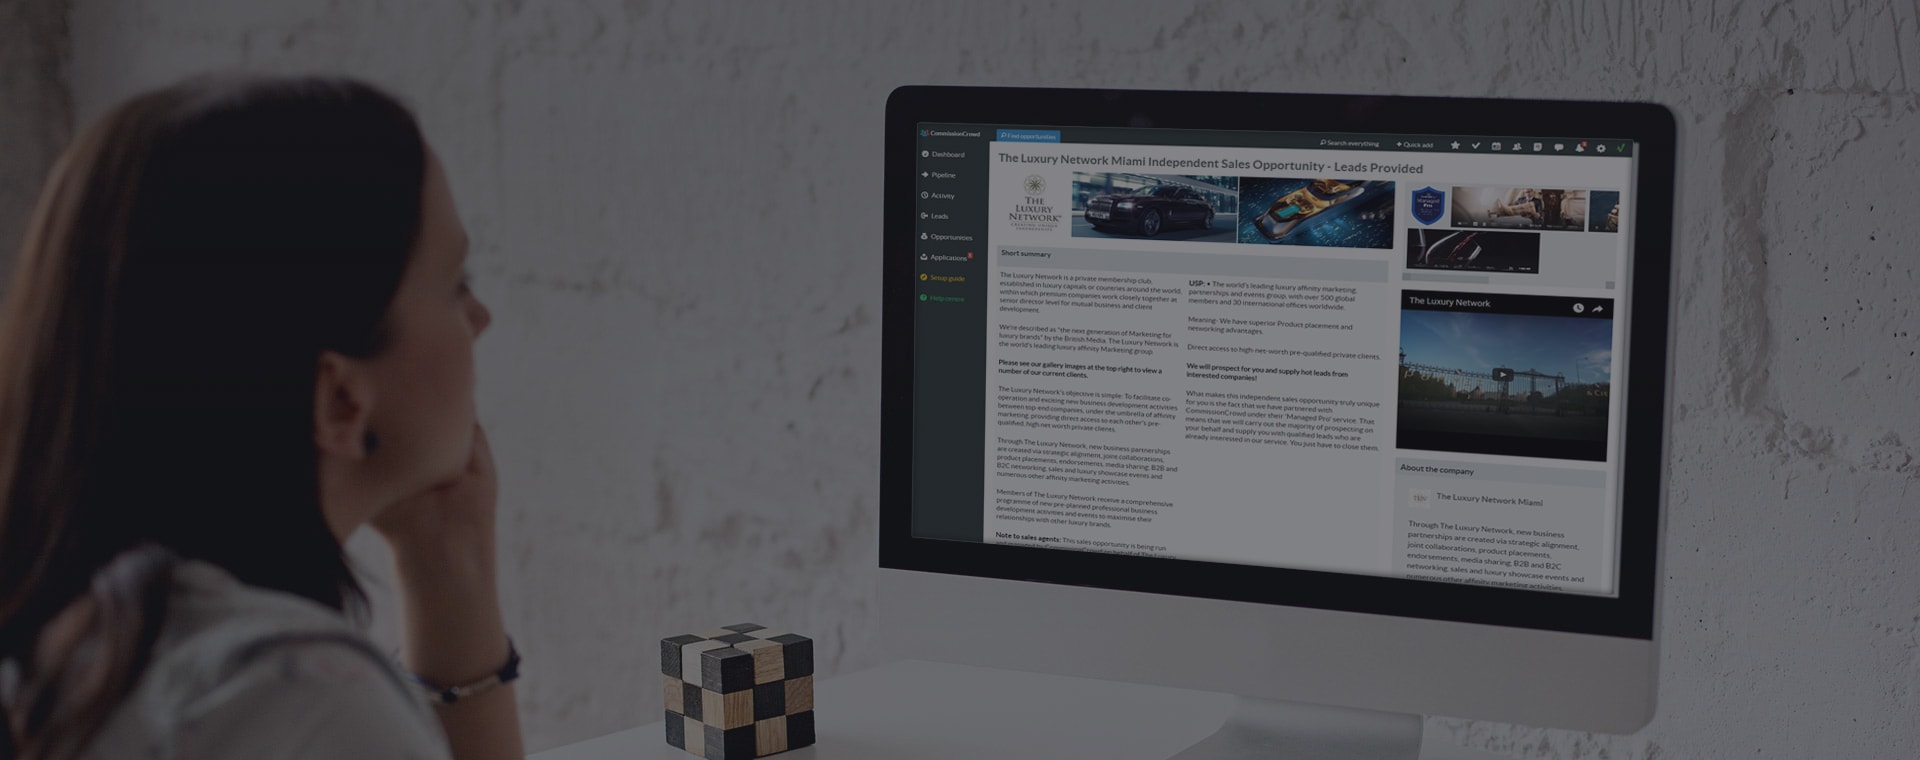 CommissionCrowd
Find opportunities
Search everything
Quick add
Dashboard
Pipeline
Activity
Leads
Opportunities
Applications
Setup guide
Help centre
The Luxury Network Miami Independent Sales Opportunity - Leads Provided
THE
LUXURY
NETWORK
Short summary
The Luxury Network is a private membership club,
established in luxury capitals or countries around the world,
within which premium companies work closely together at
senior director level for mutual business and client
development.
We're described as "the next generation of Marketing for
luxury brands" by the British Media. The Luxury Network is
the world's leading luxury affinity Marketing group.
Please see our gallery images at the top right to view a
number of our current clients.
The Luxury Network's objective is simple: To facilitate co-
operation and exciting new business development activities
between top-end companies, under the umbrella of affinity
marketing, providing direct access to each other's pre-
qualified, high net worth private clients.
Through The Luxury Network, new business partnerships
are created via strategic alignment, joint collaborations,
product placements, endorsements, media sharing, B2B and
B2C networking, sales and luxury showcase events and
numerous other affinity marketing activities.
Members of The Luxury Network receive a comprehensive
programme of new pre-planned professional business
development activities and events to maximise their
relationships with other luxury brands.
Note to sales agents: This sales opportunity is being run
and managed by CommissionCrowd on behalf of The Luxury
USP: • The world's leading luxury affinity marketing,
partnerships and events group, with over 500 global
members and 30 international offices worldwide.
Meaning- We have superior Product placement and
networking advantages.
Direct access to high-net-worth pre-qualified private clients.
We will prospect for you and supply hot leads from
interested companies!
What makes this independent sales opportunity truly unique
for you is the fact that we have partnered with
CommissionCrowd under their 'Managed Pro' service. That
means that we will carry out the majority of prospecting on
your behalf and supply you with qualified leads who are
already interested in our service. You just have to close them.
Managed
Pro
The Luxury Network
About the company
The Luxury Network Miami
Through The Luxury Network, new business
partnerships are created via strategic alignment,
joint collaborations, product placements,
endorsements, media sharing, B2B and B2C
networking, sales and luxury showcase events and
numerous other affinity marketing activities.